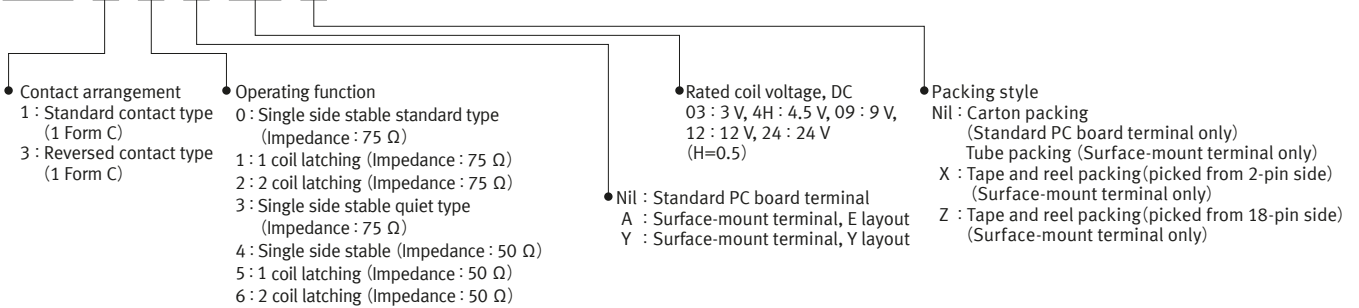 Contact arrangement
1 : Standard contact type
(1 Form C)
3 : Reversed contact type
(1 Form C)
Operating function
0 : Single side stable standard type
(Impedance : 75 Ω)
1 : 1 coil latching (Impedance : 75 Ω)
2 : 2 coil latching (Impedance : 75 Ω)
3 : Single side stable quiet type
(Impedance : 75 Ω)
4 : Single side stable (Impedance : 50 Ω)
5 : 1 coil latching (Impedance : 50 Ω)
6 : 2 coil latching (Impedance : 50 Ω)
Nil : Standard PC board terminal
A : Surface-mount terminal, E layout
Y : Surface-mount terminal, Y layout
Rated coil voltage, DC
03 : 3 V, 4H : 4.5 V, 09 : 9 V,
12 : 12 V, 24 : 24 V
(H=0.5)
Packing style
Nil : Carton packing
(Standard PC board terminal only)
Tube packing (Surface-mount terminal only)
X : Tape and reel packing(picked from 2-pin side)
(Surface-mount terminal only)
Z : Tape and reel packing(picked from 18-pin side)
(Surface-mount terminal only)